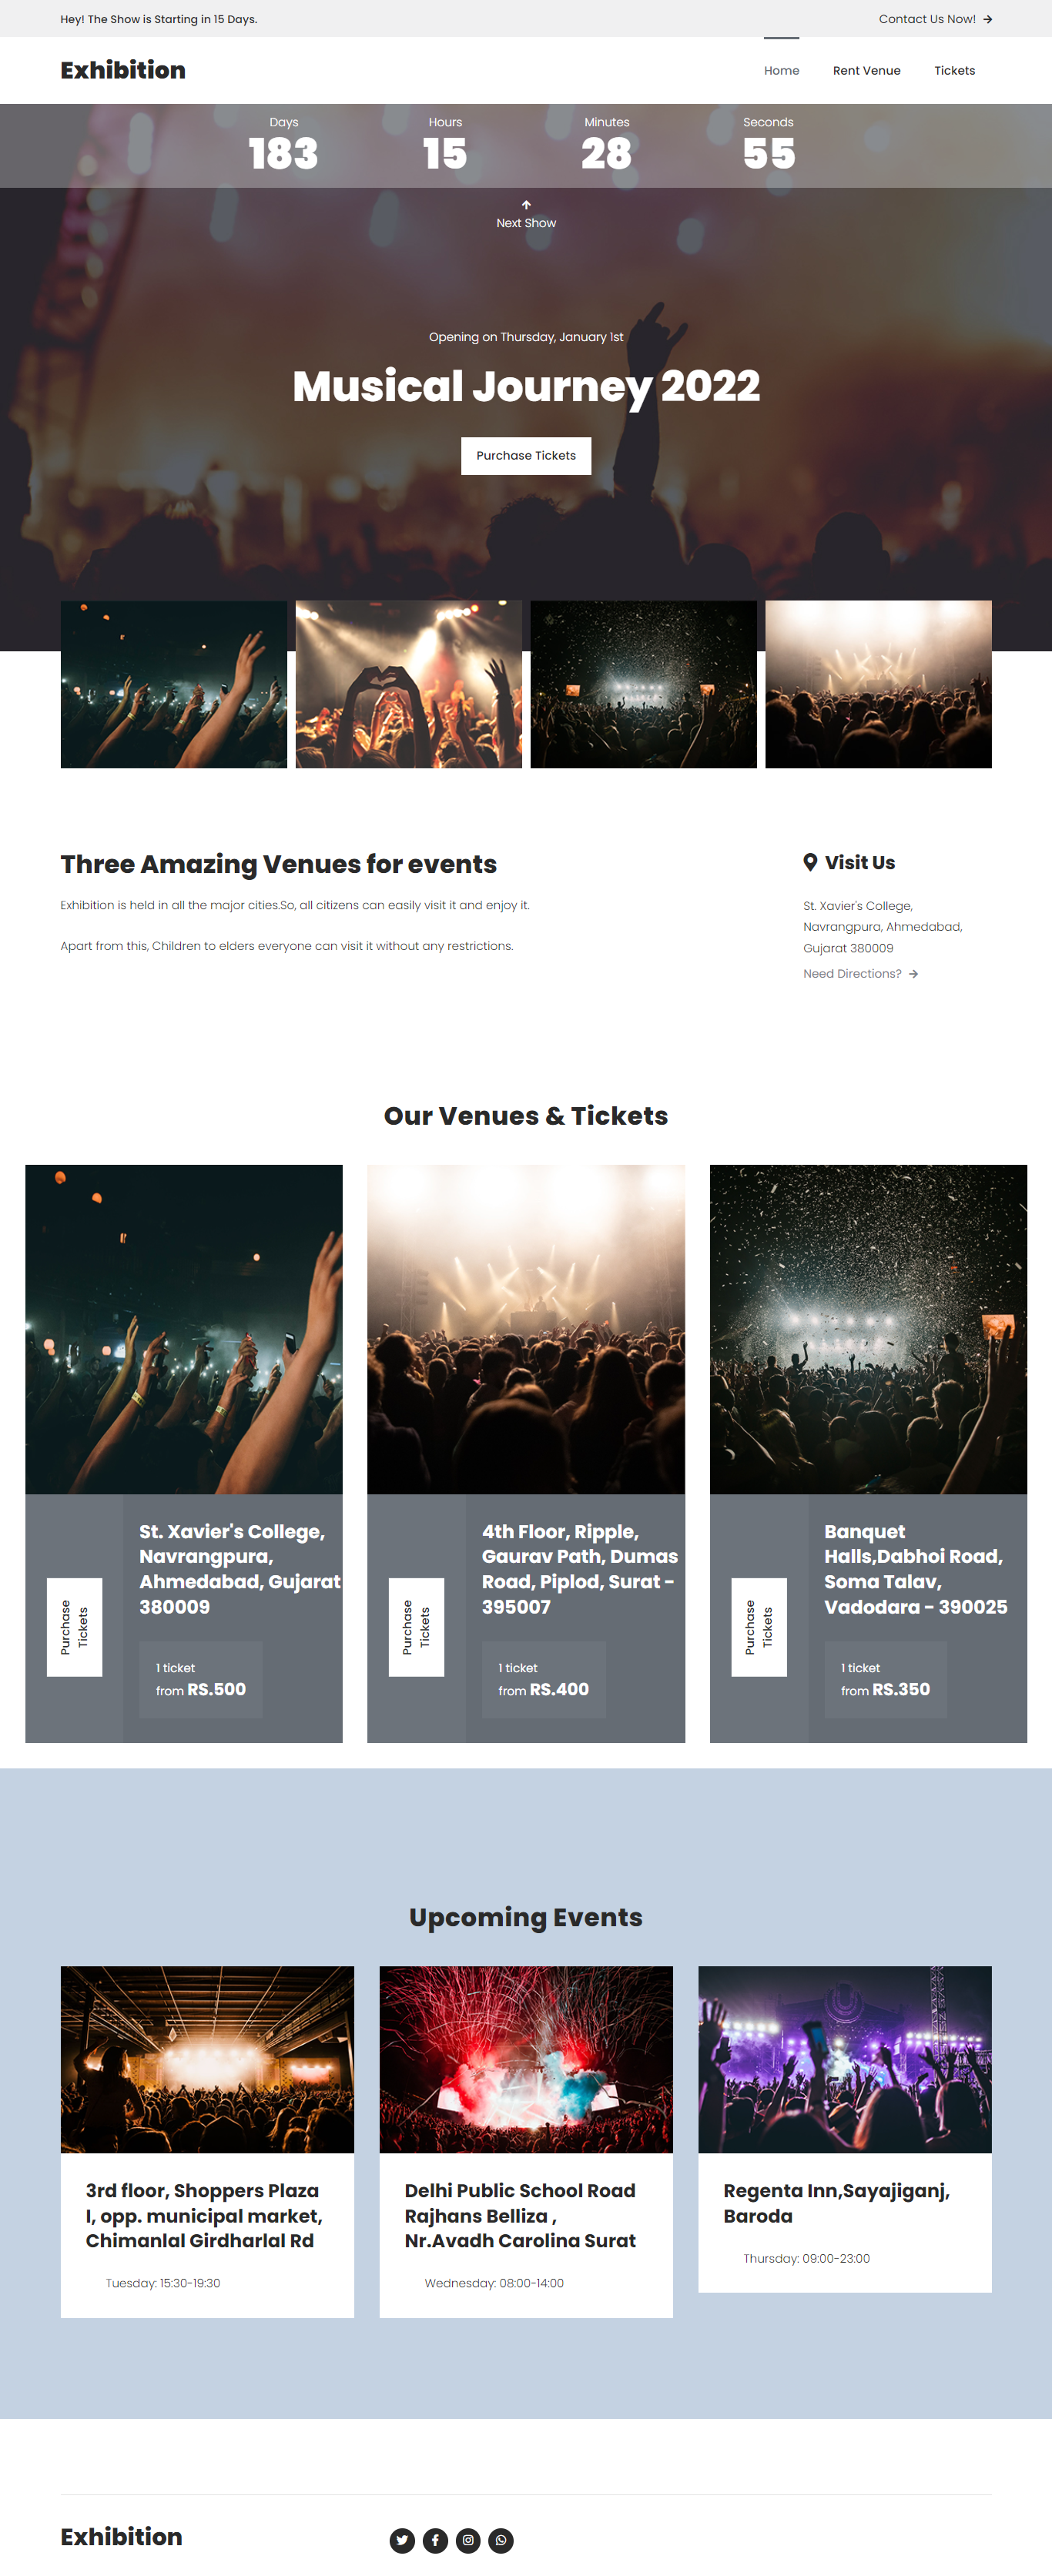 Hey! The Show is Starting in 15 Days.
Contact Us Now!
Exhibition
Home
Rent Venue
Tickets
Days
183
Hours
15
Minutes
28
Seconds
55
Next Show
Opening on Thursday, January 1st
Musical Journey 2022
Purchase Tickets
Three Amazing Venues for events
Exhibition is held in all the major cities.So, all citizens can easily visit it and enjoy it.
Apart from this, Children to elders everyone can visit it without any restrictions.
Visit Us
St. Xavier's College,
Navrangpura, Ahmedabad,
Gujarat 380009
Need Directions?
Our Venues & Tickets
Purchase
Tickets
St. Xavier's College,
Navrangpura,
Ahmedabad, Gujarat
380009
1 ticket
from RS.500
Purchase
Tickets
4th Floor, Ripple,
Gaurav Path, Dumas
Road, Piplod, Surat -
395007
1 ticket
from RS.400
Purchase
Tickets
Banquet
Halls,Dabhoi Road,
Soma Talav,
Vadodara - 390025
1 ticket
from RS.350
Upcoming Events
3rd floor, Shoppers Plaza
I, opp. municipal market,
Chimanlal Girdharlal Rd
Tuesday: 15:30-19:30
Delhi Public School Road
Rajhans Belliza ,
Nr.Avadh Carolina Surat
Wednesday: 08:00-14:00
Regenta Inn,Sayajiganj,
Baroda
Thursday: 09:00-23:00
Exhibition